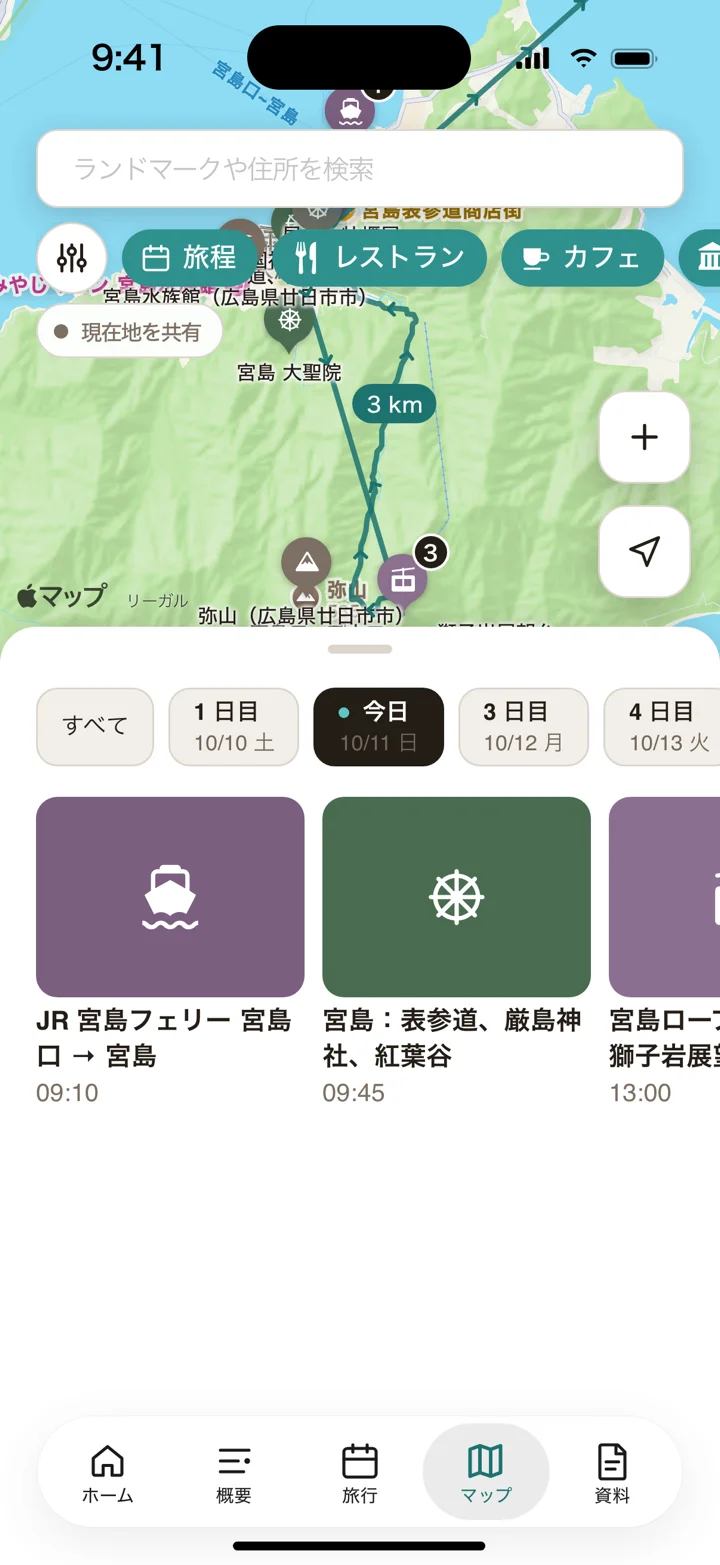 9:41
宮島口~宮島
ランドマークや住所を検索
宮島表参道商店街
旅程
レストラン
カフェ
宮島水族館（広島県廿日市市）
現在地を共有
宮島 大聖院
3 km
3
弥山
マップ
リーガル
弥山（広島県廿日市市）
すべて
1 日目
10/10 土
今日
10/11 日
3 日目
10/12 月
4 日目
10/13 火
JR 宮島フェリー 宮島
口 → 宮島
09:10
宮島：表参道、厳島神
社、紅葉谷
09:45
宮島ロープ
獅子岩展望
13:00
ホーム
概要
旅行
マップ
資料